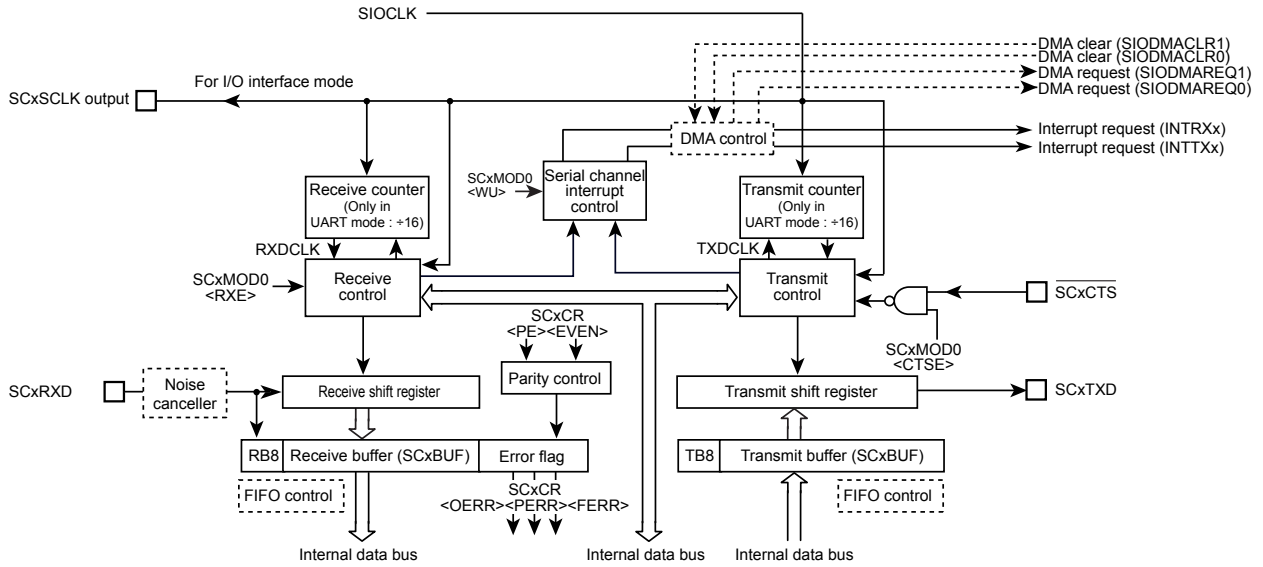 SIOCLK
DMA clear (SIODMACLR1)
DMA clear (SIODMACLR0)
DMA request (SIODMAREQ1)
DMA request (SIODMAREQ0)
For I/O interface mode
SCxSCLK output
DMA control
Interrupt request (INTRXx)
Interrupt request (INTTXx)
Receive counter
(Only in
UART mode : ÷16)
SCxMOD0
<WU>
Serial channel
interrupt
control
Transmit counter
(Only in
UART mode : ÷16)
RXDCLK
TXDCLK
SCxMOD0
<RXE>
Receive
control
Transmit
control
SCxCTS
SCxCR
<PE><EVEN>
SCxMOD0
<CTSE>
SCxRXD
Noise
canceller
Receive shift register
Parity control
Transmit shift register
SCxTXD
RB8
Receive buffer (SCxBUF)
Error flag
TB8
Transmit buffer (SCxBUF)
FIFO control
SCxCR
<OERR><PERR><FERR>
FIFO control
Internal data bus
Internal data bus
Internal data bus